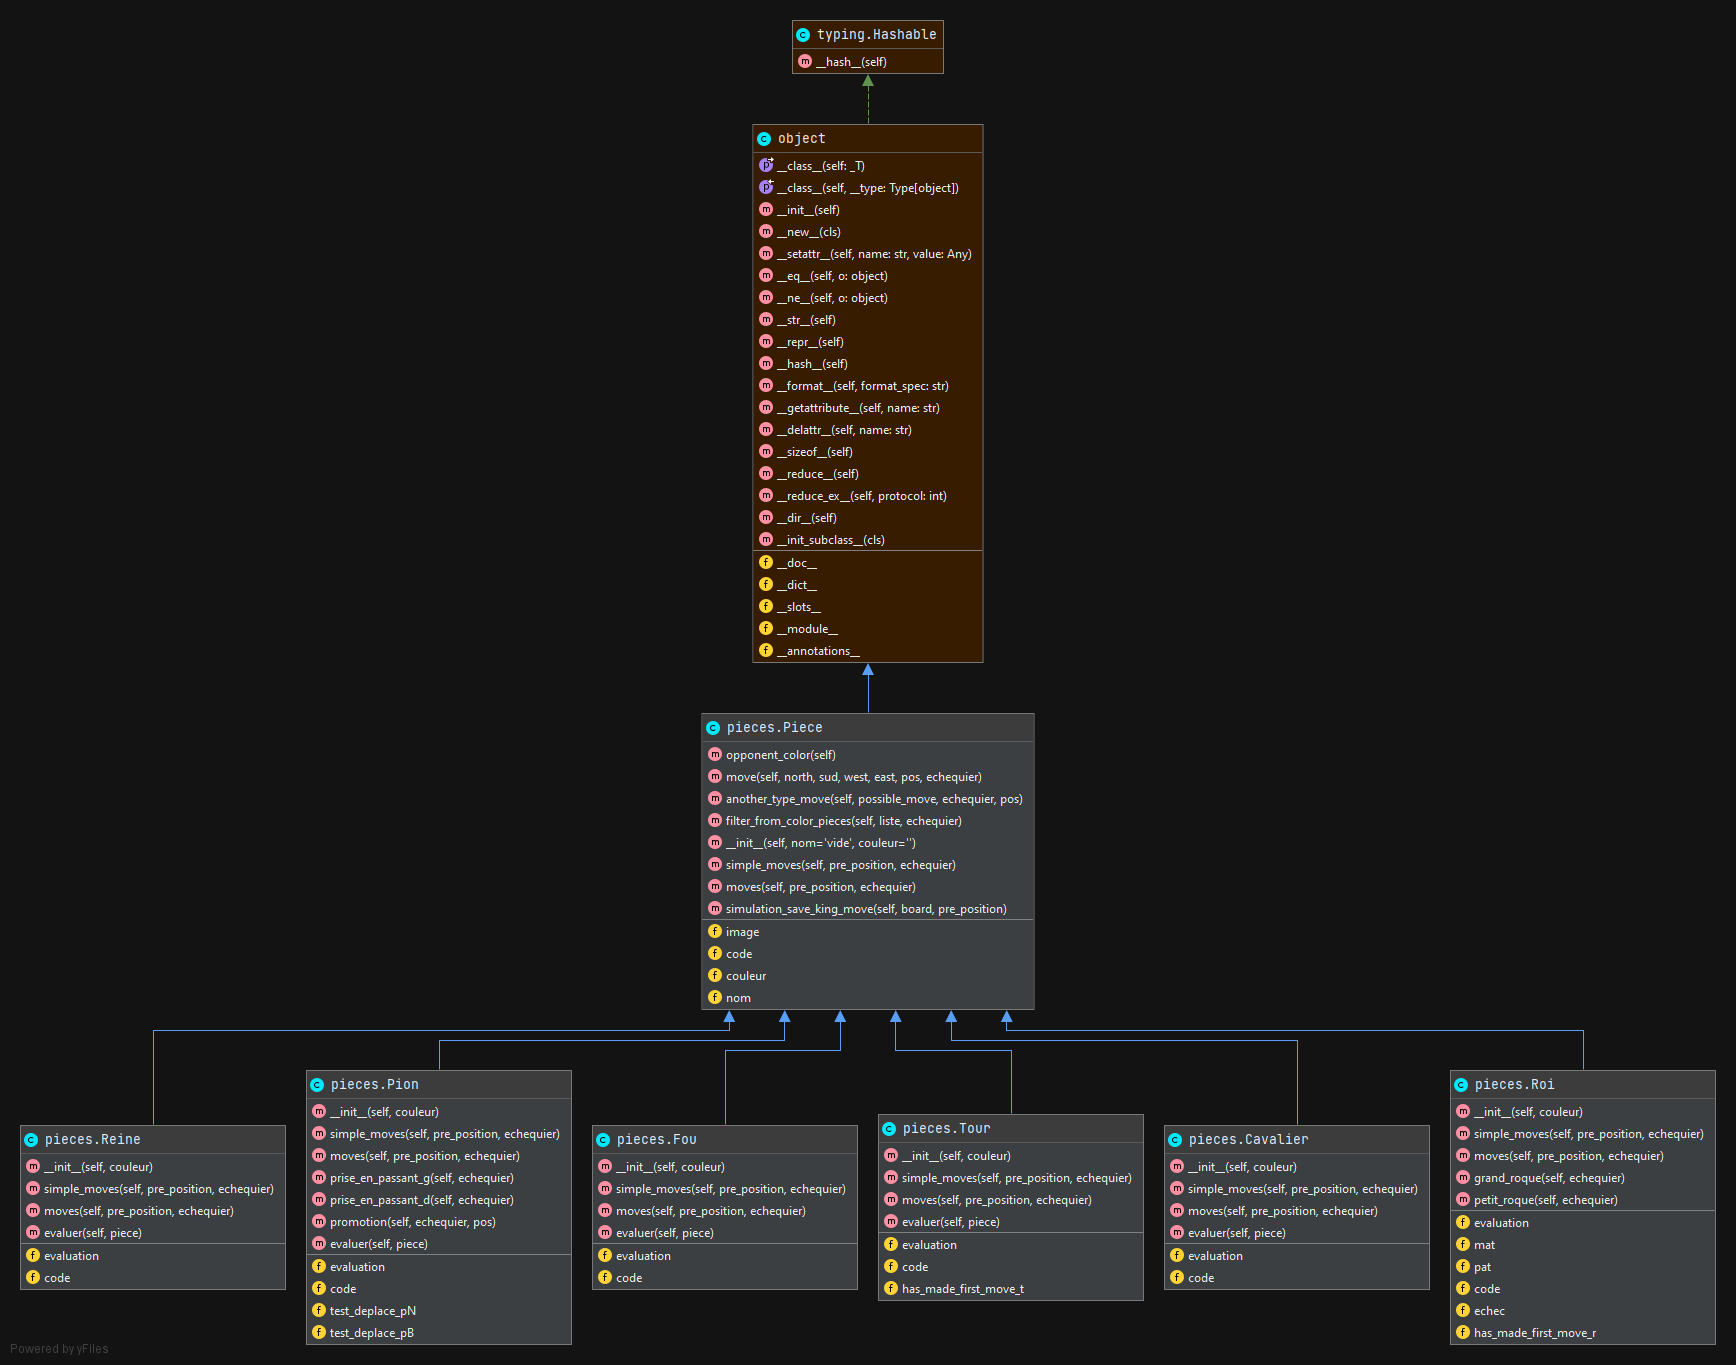 typing.Hashable
__hash__(self)
object
__class__(self: _T)
__class__(self, __type: Type[object])
__init__(self)
__new__(cls)
__setattr__(self, name: str, value: Any)
__eq__(self, o: object)
__ne__(self, o: object)
__str__(self)
__repr__(self)
__hash__(self)
__format__(self, format_spec: str)
__getattribute__(self, name: str)
__delattr__(self, name: str)
__sizeof__(self)
__reduce__(self)
__reduce_ex__(self, protocol: int)
__dir__(self)
__init_subclass__(cls)
__doc__
__dict__
__slots__
__module__
__annotations__
pieces.Piece
opponent_color(self)
move(self, north, sud, west, east, pos, echequier)
another_type_move(self, possible_move, echequier, pos)
filter_from_color_pieces(self, liste, echequier)
__init__(self, nom='vide', couleur='')
simple_moves(self, pre_position, echequier)
moves(self, pre_position, echequier)
simulation_save_king_move(self, board, pre_position)
image
code
couleur
nom
pieces.Reine
__init__(self, couleur)
simple_moves(self, pre_position, echequier)
moves(self, pre_position, echequier)
evaluer(self, piece)
evaluation
code
pieces.Pion
__init__(self, couleur)
simple_moves(self, pre_position, echequier)
moves(self, pre_position, echequier)
prise_en_passant_g(self, echequier)
prise_en_passant_d(self, echequier)
promotion(self, echequier, pos)
evaluer(self, piece)
evaluation
code
test_deplace_pN
test_deplace_pB
pieces.Fou
__init__(self, couleur)
simple_moves(self, pre_position, echequier)
moves(self, pre_position, echequier)
evaluer(self, piece)
evaluation
code
pieces.Tour
__init__(self, couleur)
simple_moves(self, pre_position, echequier)
moves(self, pre_position, echequier)
evaluer(self, piece)
evaluation
code
has_made_first_move_t
pieces.Cavalier
__init__(self, couleur)
simple_moves(self, pre_position, echequier)
moves(self, pre_position, echequier)
evaluer(self, piece)
evaluation
code
pieces.Roi
__init__(self, couleur)
simple_moves(self, pre_position, echequier)
moves(self, pre_position, echequier)
grand_roque(self, echequier)
petit_roque(self, echequier)
evaluation
mat
pat
code
echec
has_made_first_move_r
Powered by yFiles